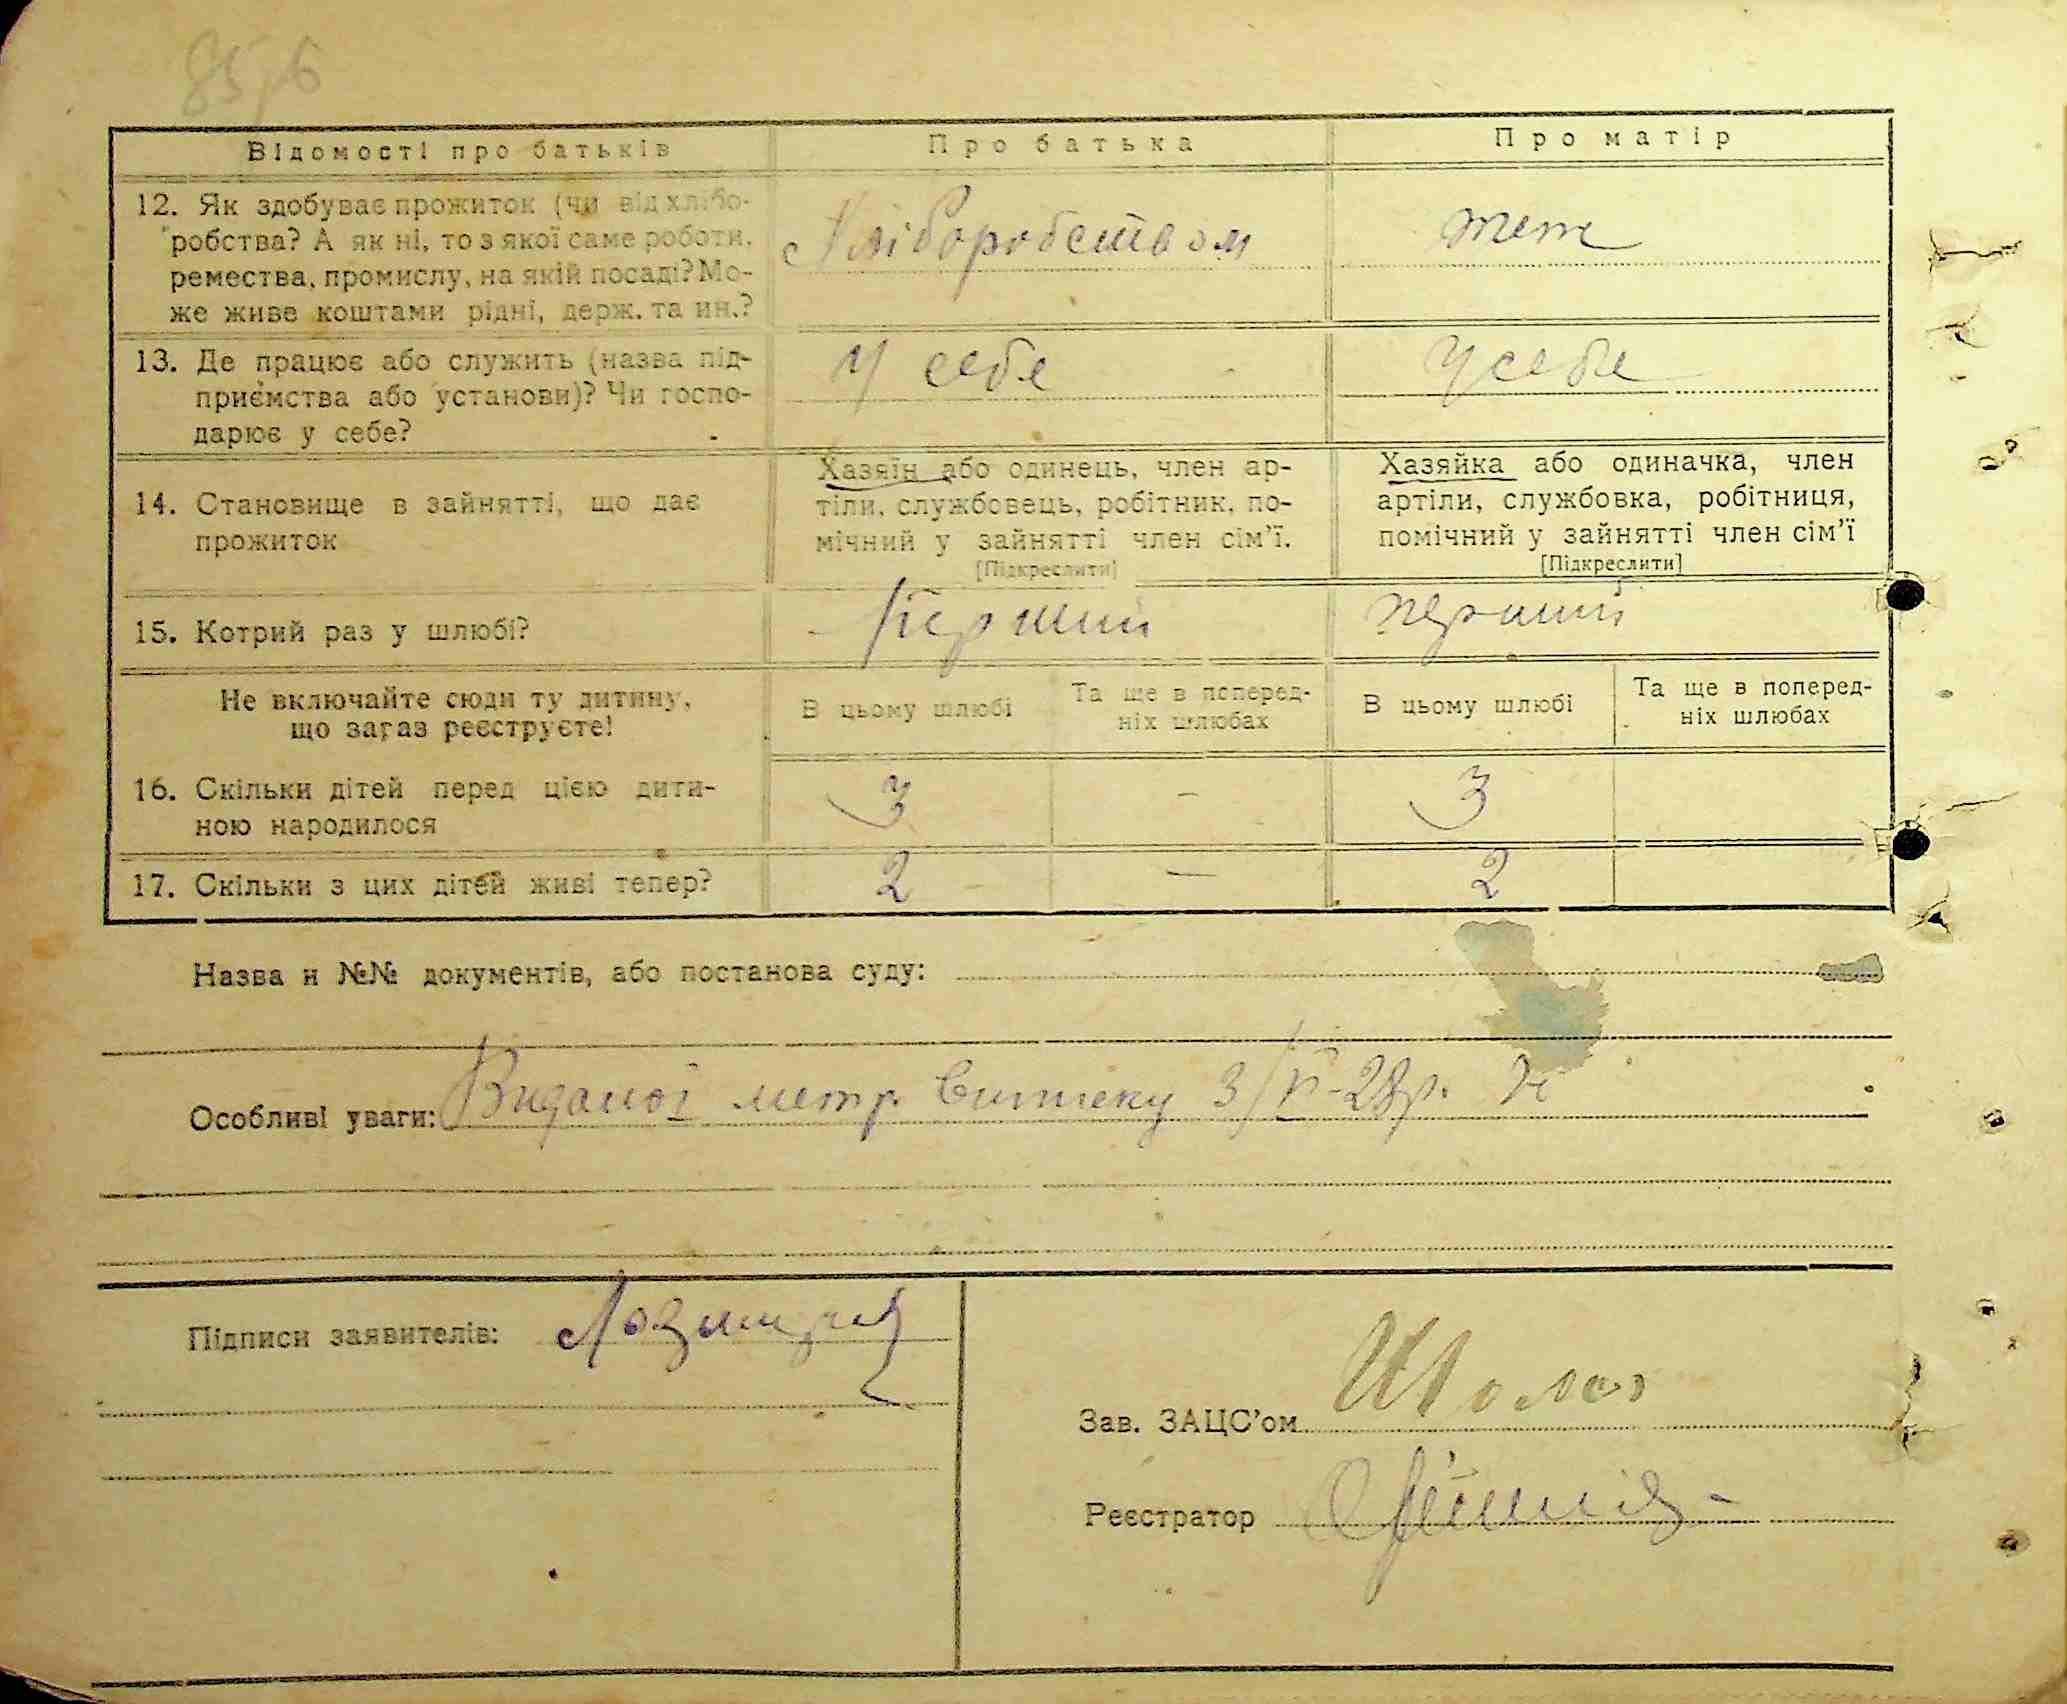 Відомості про батьків
Про батька
Про матір
12. Як здобуває прожиток (чи від хлібо-
робства? А як ні, то з якої саме роботи,
ремества, промислу, на якій посаді? Мо-
же живе коштами рідні, держ. та ин.?
Хліборобством
теж
13. Де працює або служить (назва під-
приємства або установи)? Чи госпо-
дарює у себе?
У себе
У себе
14. Становище в зайнятті, що дає
прожиток
Хазяїн або одинець, член ар-
тіли, службовець, робітник, по-
мічний у зайнятті член сім'ї.
[Підкреслити]
Хазяйка або одиначка, член
артіли, службовка, робітниця,
помічний у зайнятті член сім'ї
[Підкреслити]
15. Котрий раз у шлюбі?
Перший
перший
Не включайте сюди ту дитину,
що зараз реєструєте!
В цьому шлюбі
Та ще в поперед-
ніх шлюбах
В цьому шлюбі
Та ще в поперед-
ніх шлюбах
16. Скільки дітей перед цією дити-
ною народилося
3
-
3
17. Скільки з цих дітей живі тепер?
2
-
2
Назва и №№ документів, або постанова суду:
Особливі уваги: метр. витяку 3/VI-28р.
Підписи заявителів:
Зав. ЗАЦС'ом
Реєстратор